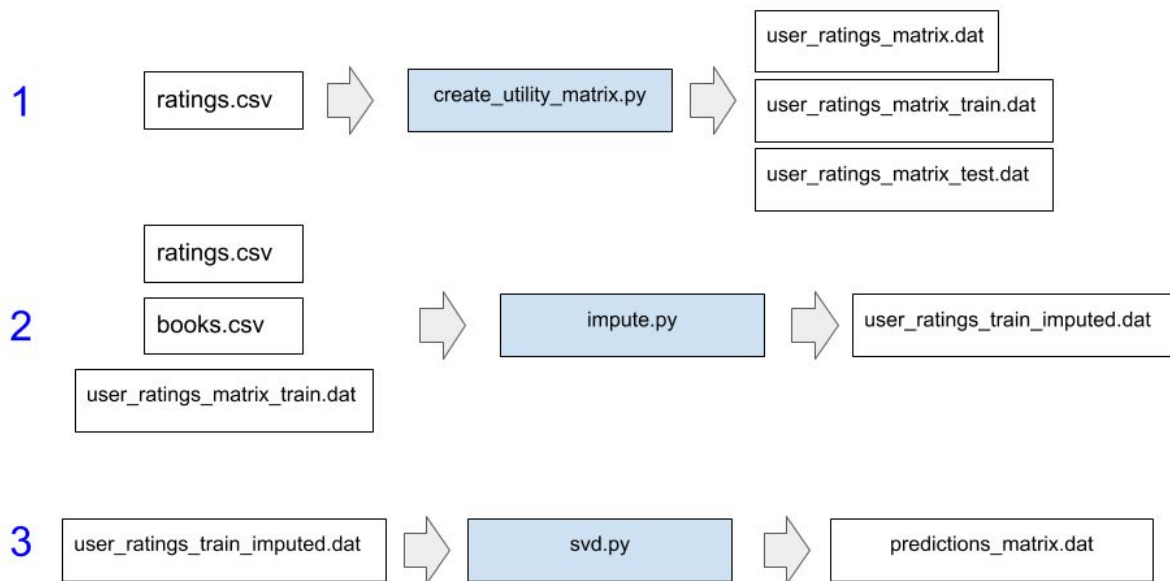 1
ratings.csv
create_utility_matrix.py
user_ratings_matrix.dat
user_ratings_matrix_train.dat
user_ratings_matrix_test.dat
2
ratings.csv
books.csv
user_ratings_matrix_train.dat
impute.py
user_ratings_train_imputed.dat
3
user_ratings_train_imputed.dat
svd.py
predictions_matrix.dat